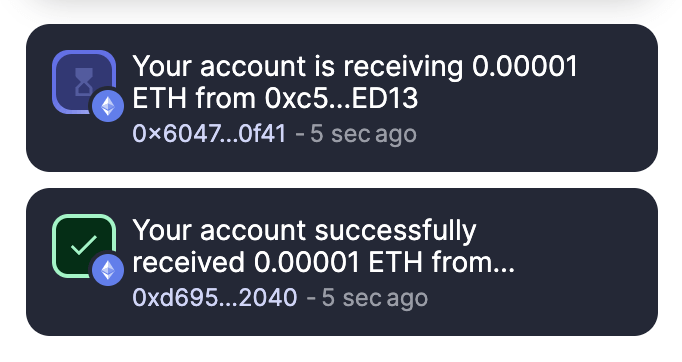 Your account is receiving 0.00001
ETH from 0xc5...ED13
0×6047...0f41 - 5 sec ago
Your account successfully
received 0.00001 ETH from...
0xd695...2040 - 5 sec ago